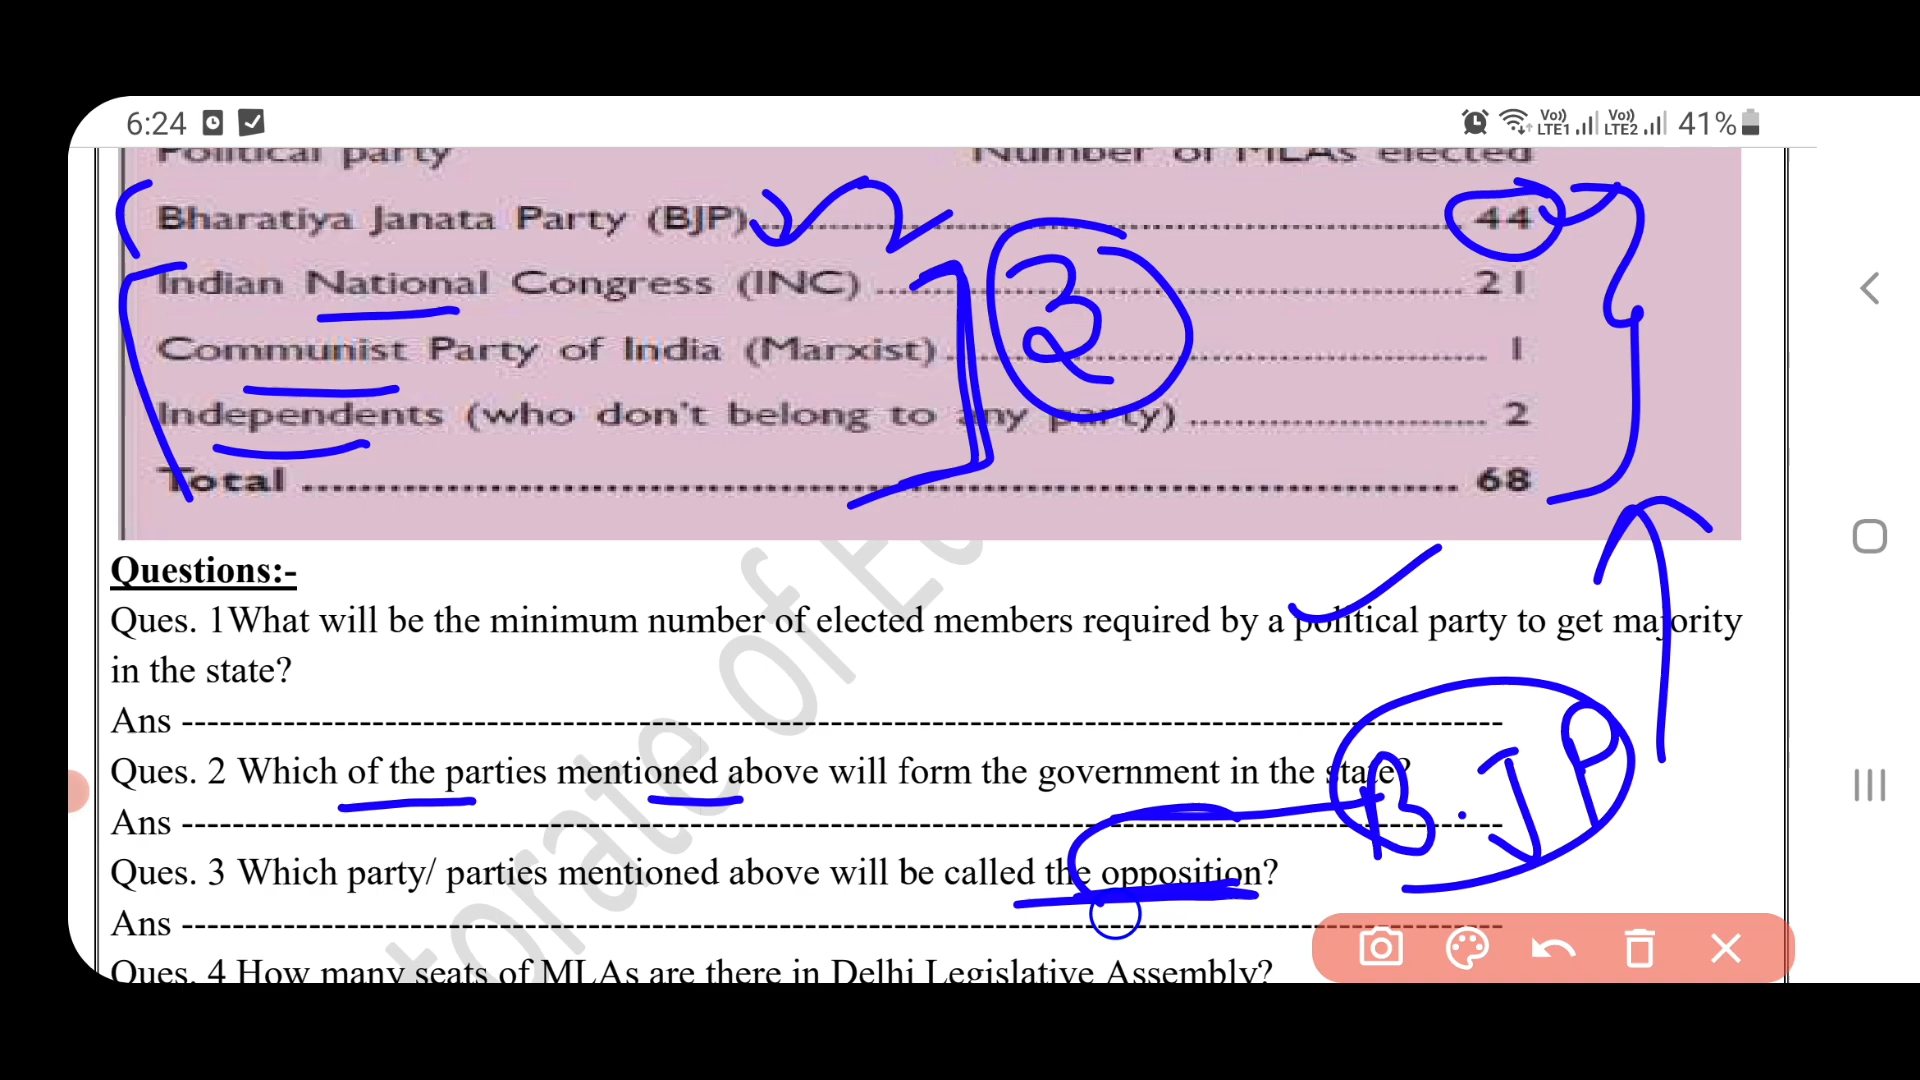 6:24 Vo)) LTE1 Vo)) LTE2 41%
Political party Number of MLAs elected
Bharatiya Janata Party (BJP)........................................ 44
Indian National Congress (INC) ........................................ 21
Communist Party of India (Marxist) ........................................ 1
Independents (who don't belong to any party) .............................. 2
Total ................................................................................ 68
Questions:-
Ques. 1What will be the minimum number of elected members required by a political party to get majority
in the state?
Ans --------------------------------------------------------------------------------
Ques. 2 Which of the parties mentioned above will form the government in the state?
B.JP
Ans --------------------------------------------------------------------------------
Ques. 3 Which party/ parties mentioned above will be called the opposition?
Ans --------------------------------------------------------------------------------
Ques. 4 How many seats of MLAs are there in Delhi Legislative Assembly?